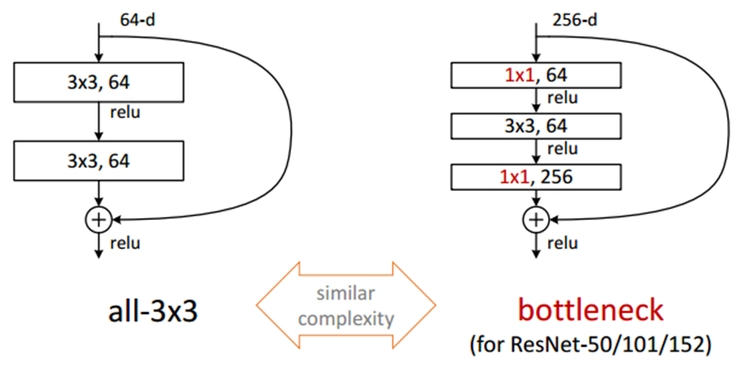 64-d
3x3, 64
relu
3x3, 64
+
relu
all-3x3
similar
complexity
256-d
1x1, 64
relu
3x3, 64
relu
1x1, 256
+
relu
bottleneck
(for ResNet-50/101/152)